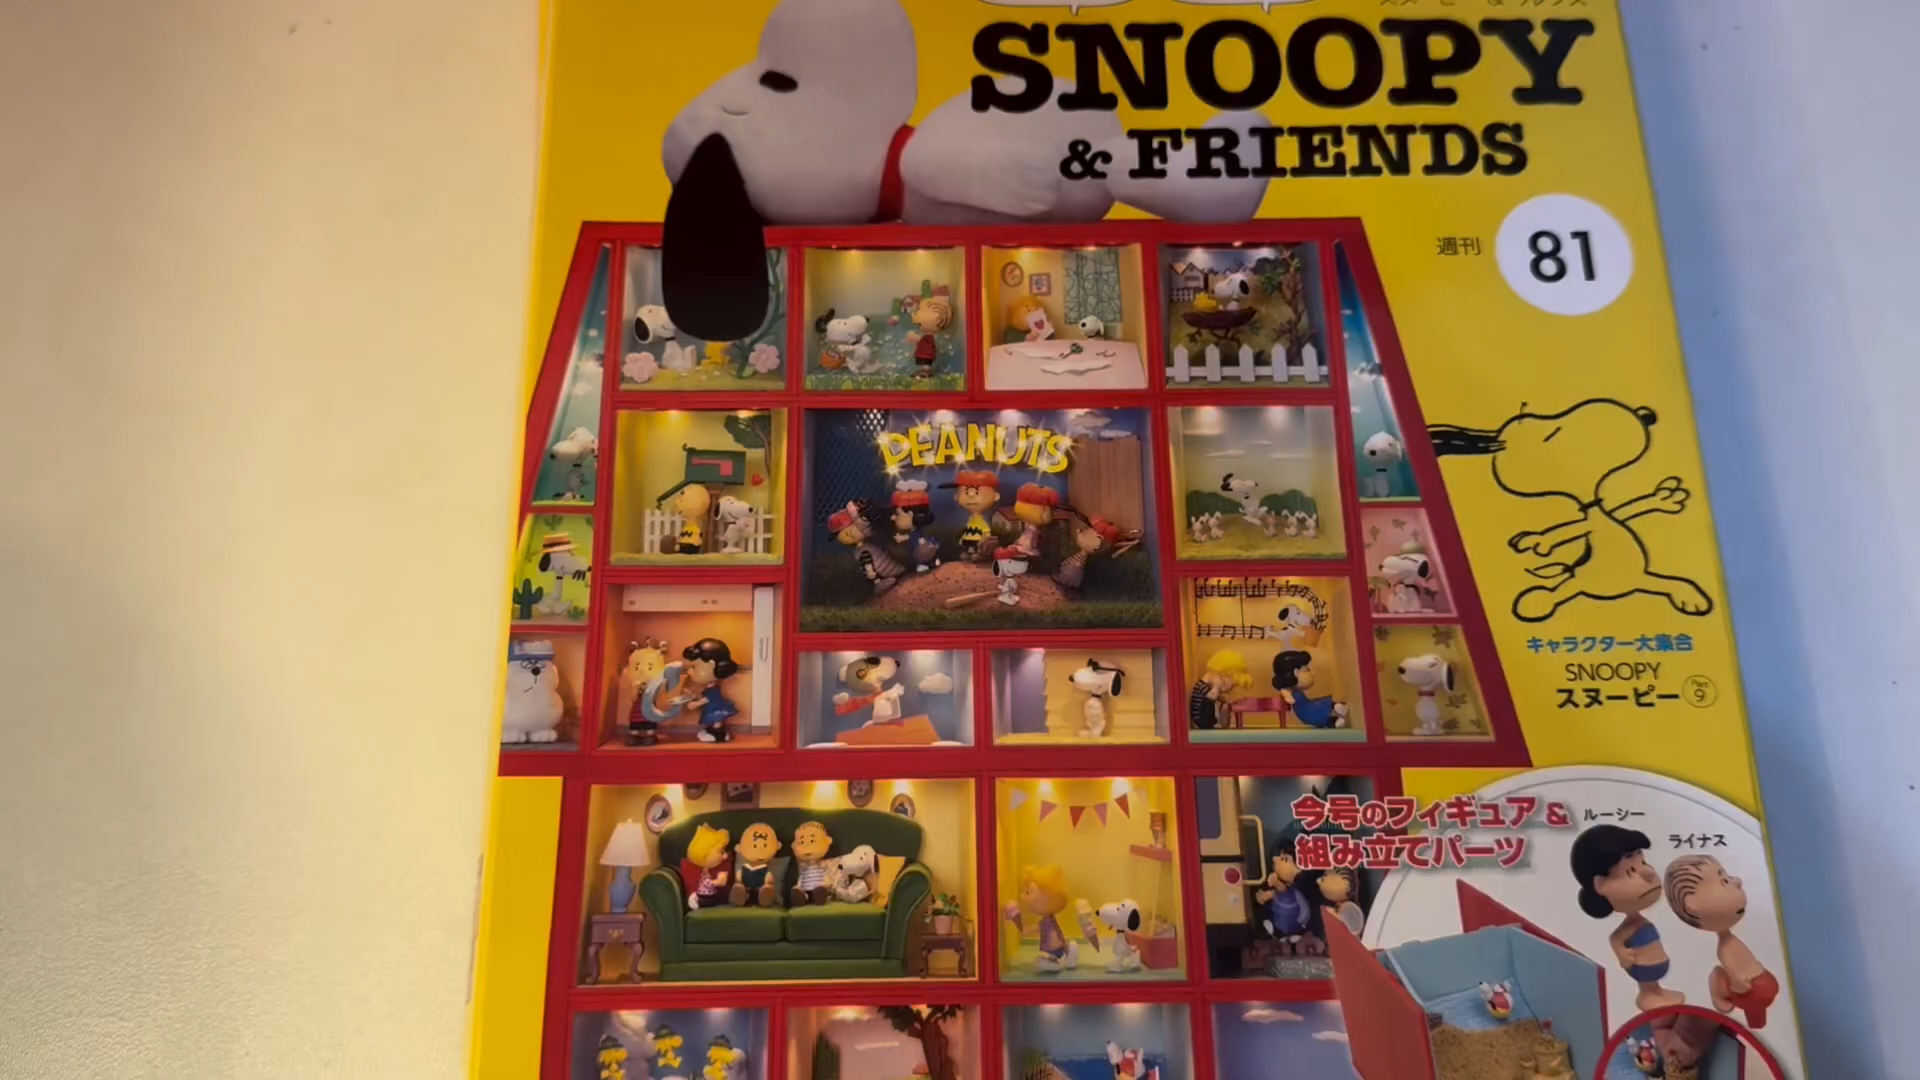 SNOOPY
& FRIENDS
週刊
81
PEANUTS
キャラクター大集合
SNOOPY
スヌーピー Part 9
今号のフィギュア&
組み立てパーツ
ルーシー
ライナス